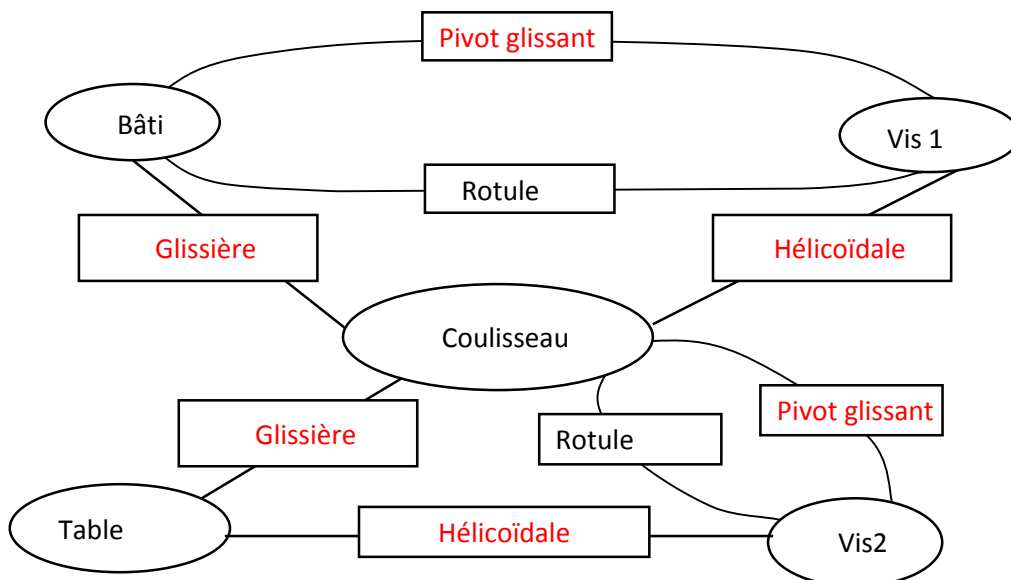 Pivot glissant
Bâti
Vis 1
Rotule
Glissière
Hélicoïdale
Coulisseau
Pivot glissant
Glissière
Rotule
Table
Hélicoïdale
Vis2